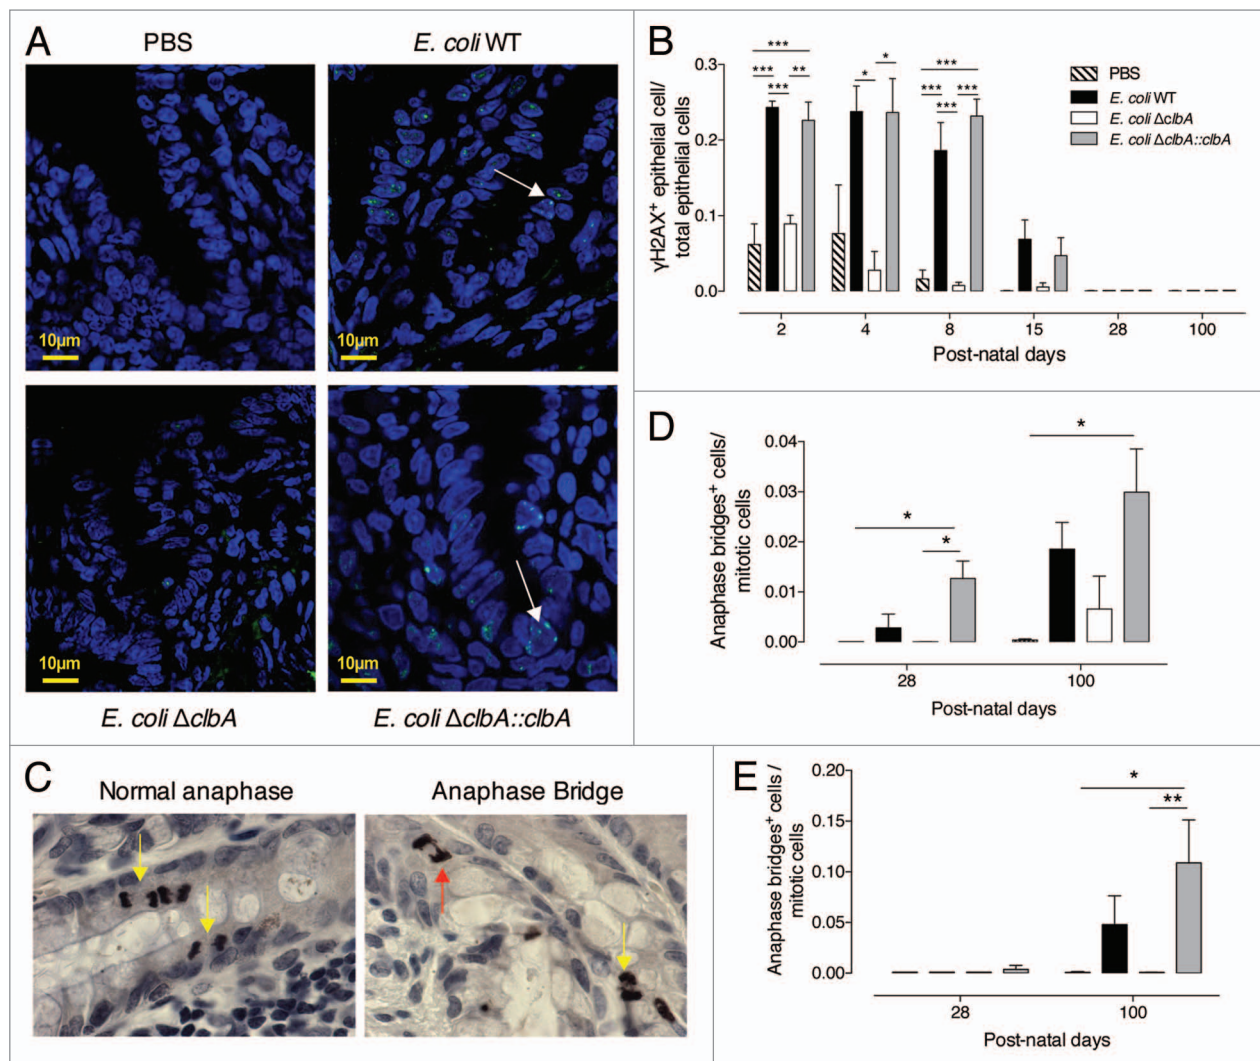 A
PBS
E. coli WT
10µm
10µm
10µm
10µm
E. coli ΔclbA
E. coli ΔclbA::clbA
B
γH2AX+ epithelial cell/
total epithelial cells
0.3
0.2
0.1
0.0
***
***
***
**
***
*
*
***
***
***
***
PBS
E. coli WT
E. coli ΔclbA
E. coli ΔclbA::clbA
2
4
8
15
28
100
Post-natal days
D
Anaphase bridges+ cells/
mitotic cells
0.04
0.03
0.02
0.01
0.00
*
*
*
28
100
Post-natal days
C
Normal anaphase
Anaphase Bridge
E
Anaphase bridges+ cells /
mitotic cells
0.20
0.15
0.10
0.05
0.00
*
**
28
100
Post-natal days